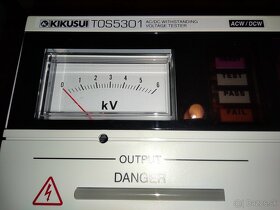 KIKUSUI TOS5301 AC/DC WITHSTANDING VOLTAGE TESTER
ACW / DCW
0 1 2 3 4 5 6
kV
TEST
PASS
FAIL
OUTPUT
DANGER